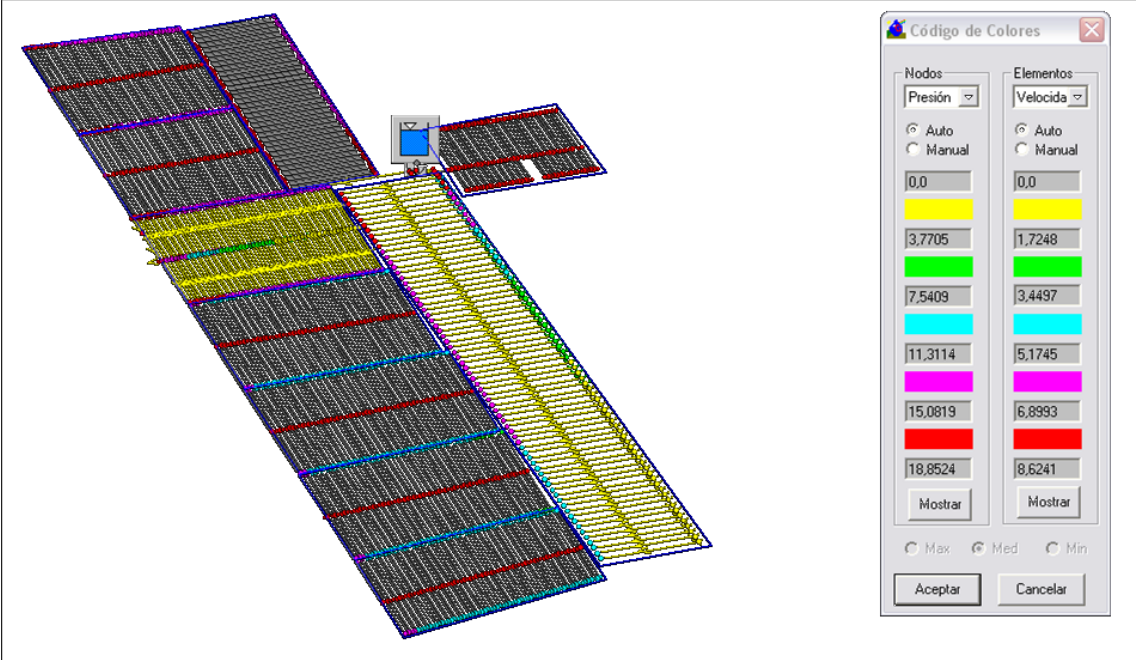 Código de Colores
Nodos Elementos
Presión Velocida
Auto Auto
Manual Manual
0,0 0,0
3,7705 1,7248
7,5409 3,4497
11,3114 5,1745
15,0819 6,8993
18,8524 8,6241
Mostrar Mostrar
Max Med Min
Aceptar Cancelar